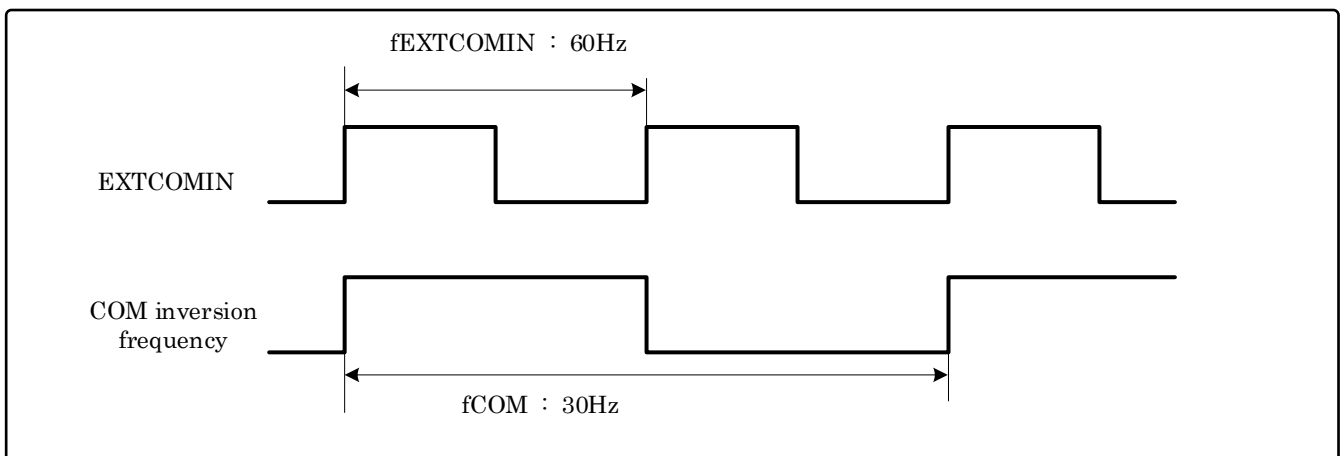 fEXTCOMIN : 60Hz
EXTCOMIN
COM inversion
frequency
fCOM : 30Hz